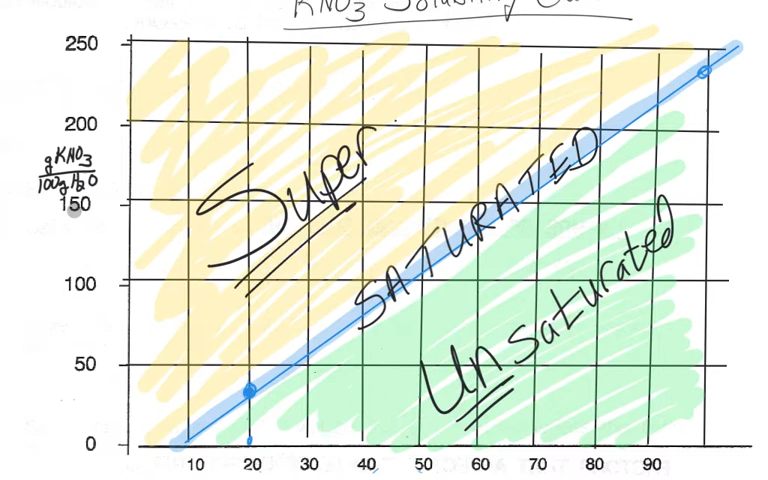 KNO3 Solubility
250
200
gKNO3
100g H2O
150
100
50
0
Super
SATURATED
Unsaturated
10 20 30 40 50 60 70 80 90